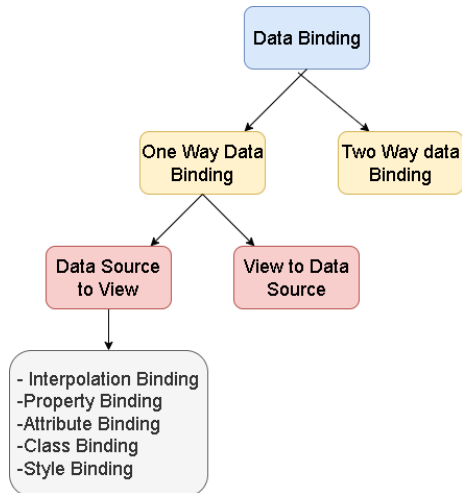 Data Binding
One Way Data
Binding
Two Way data
Binding
Data Source
to View
View to Data
Source
- Interpolation Binding
-Property Binding
-Attribute Binding
-Class Binding
-Style Binding